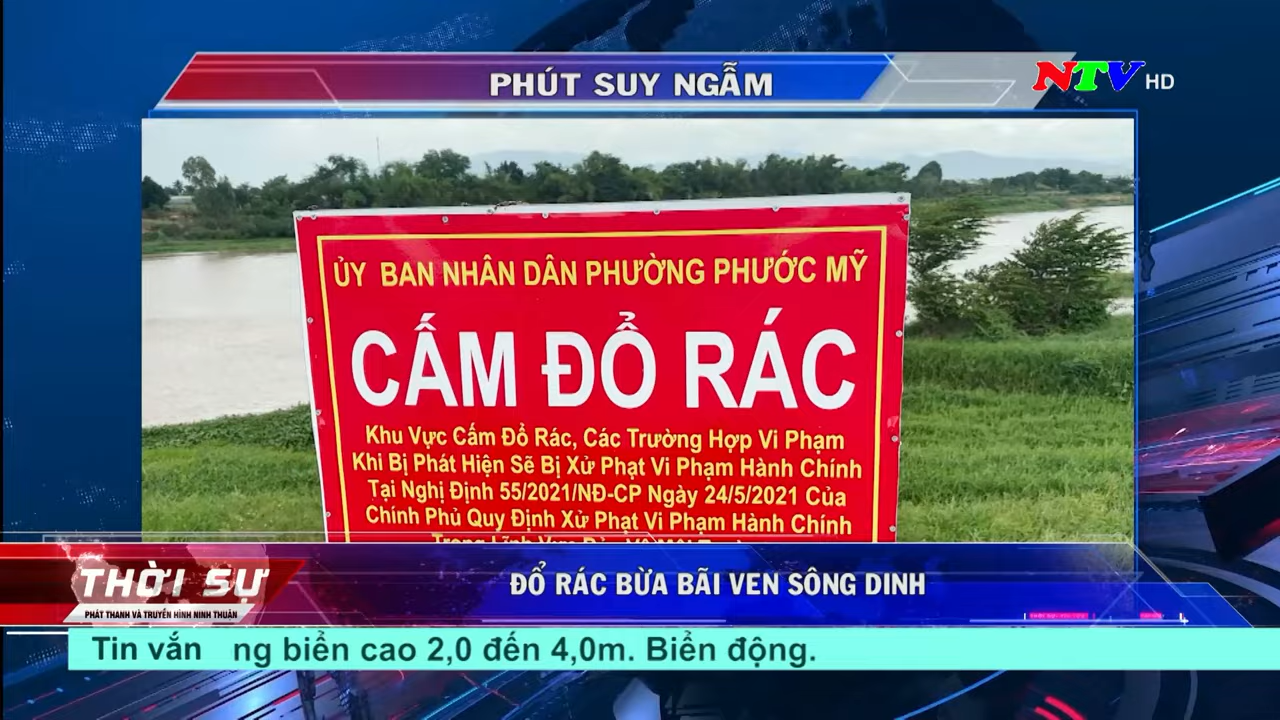 PHÚT SUY NGẪM
NTV HD
ỦY BAN NHÂN DÂN PHƯỜNG PHƯỚC MỸ
CẤM ĐỔ RÁC
Khu Vực Cấm Đổ Rác, Các Trường Hợp Vi Phạm
Khi Bị Phát Hiện Sẽ Bị Xử Phạt Vi Phạm Hành Chính
Tại Nghị Định 55/2021/NĐ-CP Ngày 24/5/2021 Của
Chính Phủ Quy Định Xử Phạt Vi Phạm Hành Chính
THỜI SỰ
PHÁT THANH VÀ TRUYỀN HÌNH NINH THUẬN
ĐỔ RÁC BỪA BÃI VEN SÔNG DINH
Tin vắn ng biển cao 2,0 đến 4,0m. Biển động.